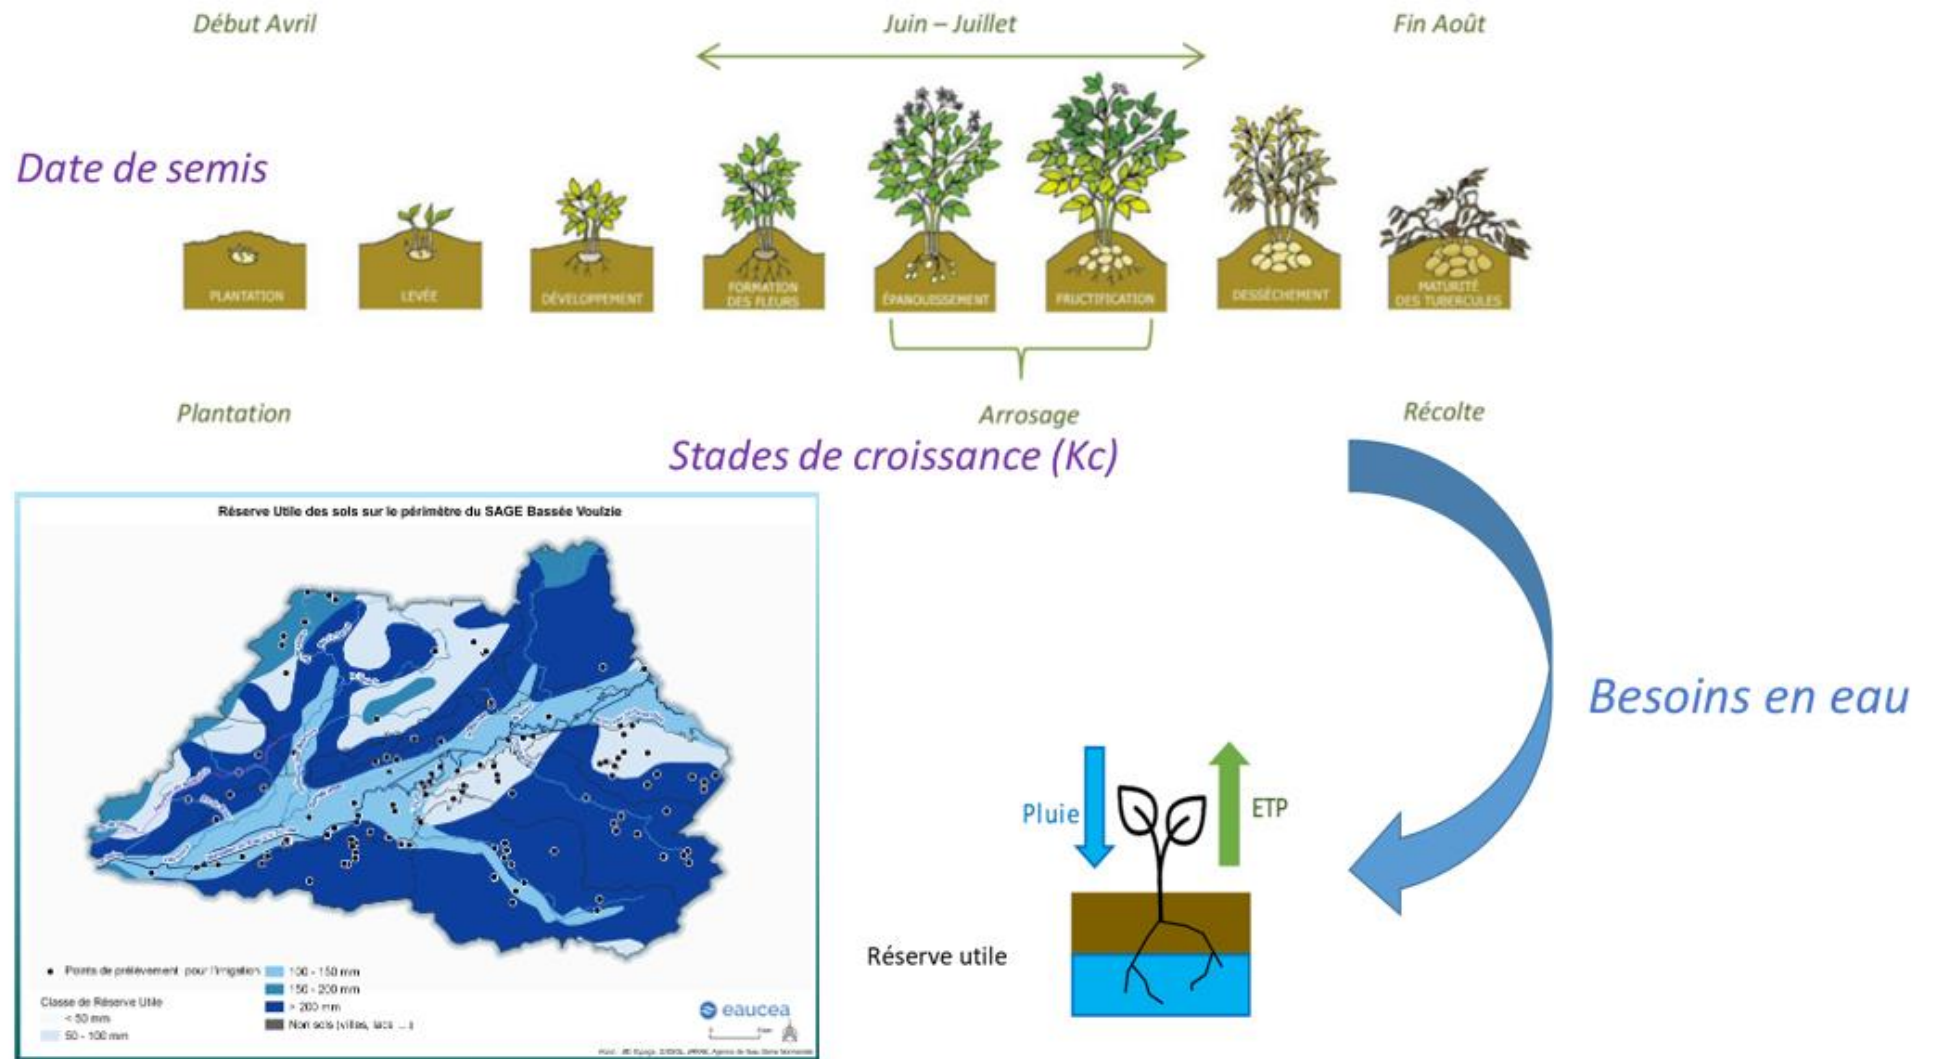 Début Avril
Juin – Juillet
Fin Août
Date de semis
PLANTATION
LEVÉE
DÉVELOPPEMENT
FORMATION
DES FLEURS
ÉPANOUISSEMENT
FRUCTIFICATION
DESSÈCHEMENT
MATURITÉ
DES TUBERCULES
Plantation
Arrosage
Récolte
Stades de croissance (Kc)
Réserve Utile des sols sur le périmètre du SAGE Bassée Voulzie
Points de prélèvement pour l'irrigation
Classe de Réserve Utile
< 50 mm
50 - 100 mm
100 - 150 mm
150 - 200 mm
> 200 mm
Non sols (villes, lacs ...)
eaucea
Besoins en eau
Pluie
ETP
Réserve utile